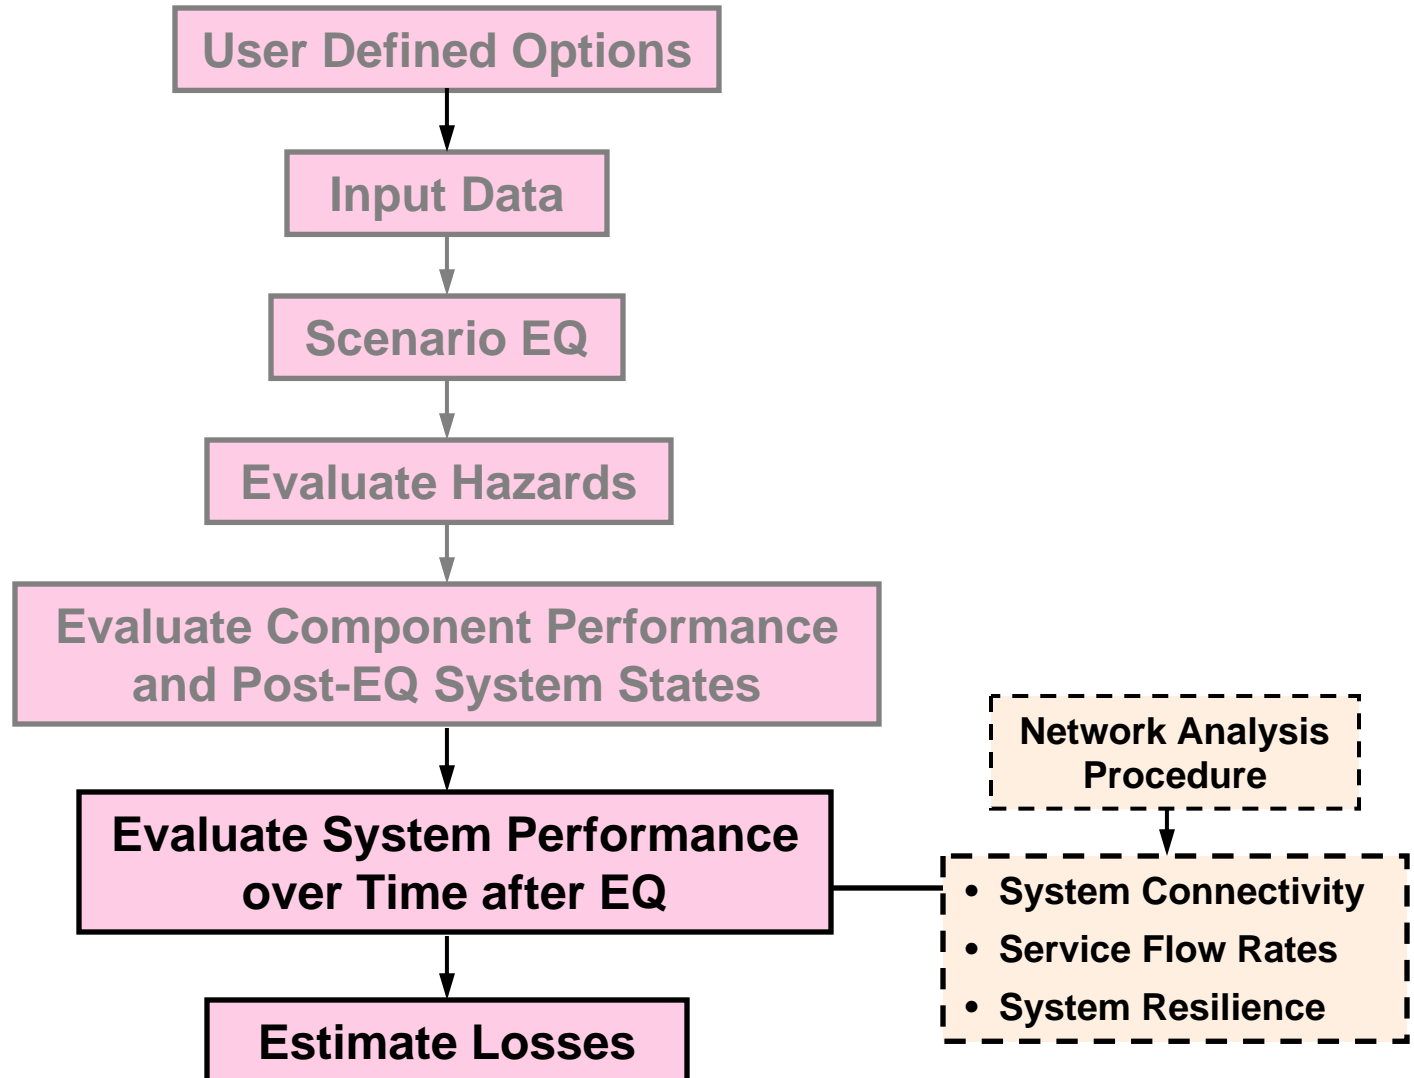 User Defined Options
Input Data
Scenario EQ
Evaluate Hazards
Evaluate Component Performance
and Post-EQ System States
Evaluate System Performance
over Time after EQ
Estimate Losses
Network Analysis
Procedure
• System Connectivity
• Service Flow Rates
• System Resilience